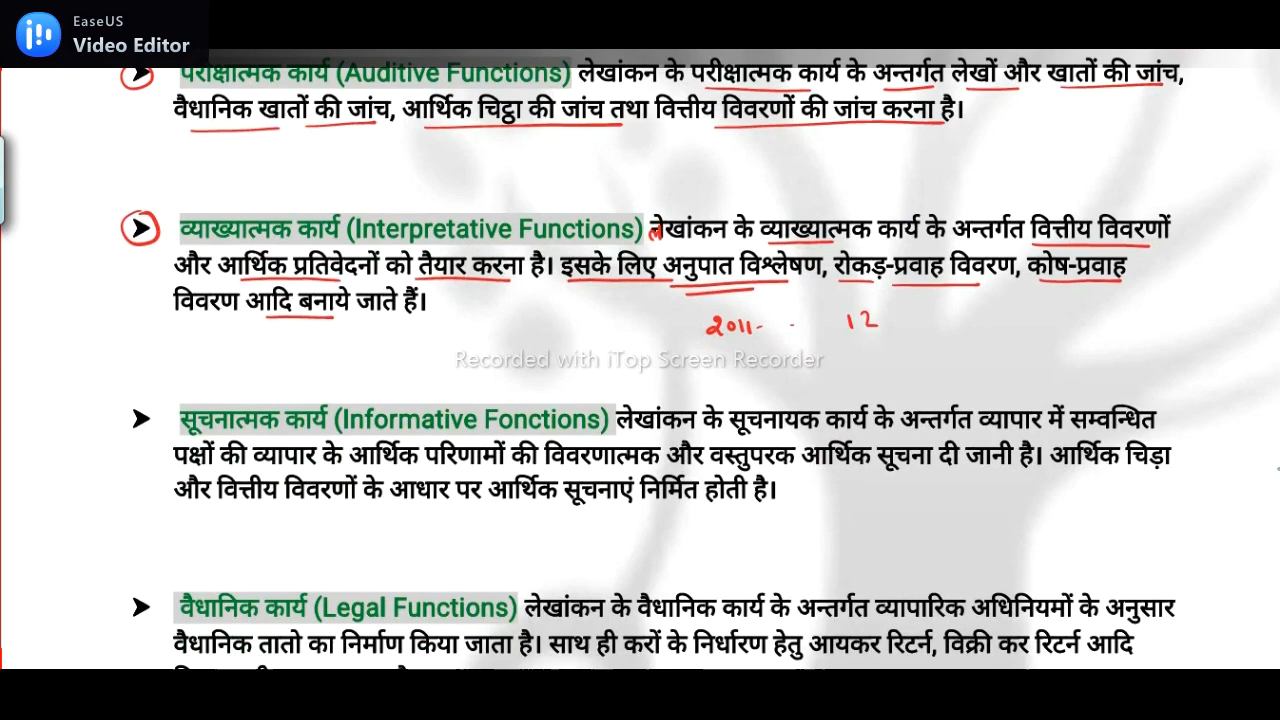 EaseUS
Video Editor
परीक्षात्मक कार्य (Auditive Functions) लेखांकन के परीक्षात्मक कार्य के अन्तर्गत लेखों और खातों की जांच,
वैधानिक खातों की जांच, आर्थिक चिट्ठा की जांच तथा वित्तीय विवरणों की जांच करना है।
व्याख्यात्मक कार्य (Interpretative Functions) लेखांकन के व्याख्यात्मक कार्य के अन्तर्गत वित्तीय विवरणों
और आर्थिक प्रतिवेदनों को तैयार करना है। इसके लिए अनुपात विश्लेषण, रोकड़-प्रवाह विवरण, कोष-प्रवाह
विवरण आदि बनाये जाते हैं।
2011- 12
Recorded with iTop Screen Recorder
सूचनात्मक कार्य (Informative Fonctions) लेखांकन के सूचनायक कार्य के अन्तर्गत व्यापार में सम्वन्धित
पक्षों की व्यापार के आर्थिक परिणामों की विवरणात्मक और वस्तुपरक आर्थिक सूचना दी जानी है। आर्थिक चिड़ा
और वित्तीय विवरणों के आधार पर आर्थिक सूचनाएं निर्मित होती है।
वैधानिक कार्य (Legal Functions) लेखांकन के वैधानिक कार्य के अन्तर्गत व्यापारिक अधिनियमों के अनुसार
वैधानिक तातो का निर्माण किया जाता है। साथ ही करों के निर्धारण हेतु आयकर रिटर्न, विक्री कर रिटर्न आदि